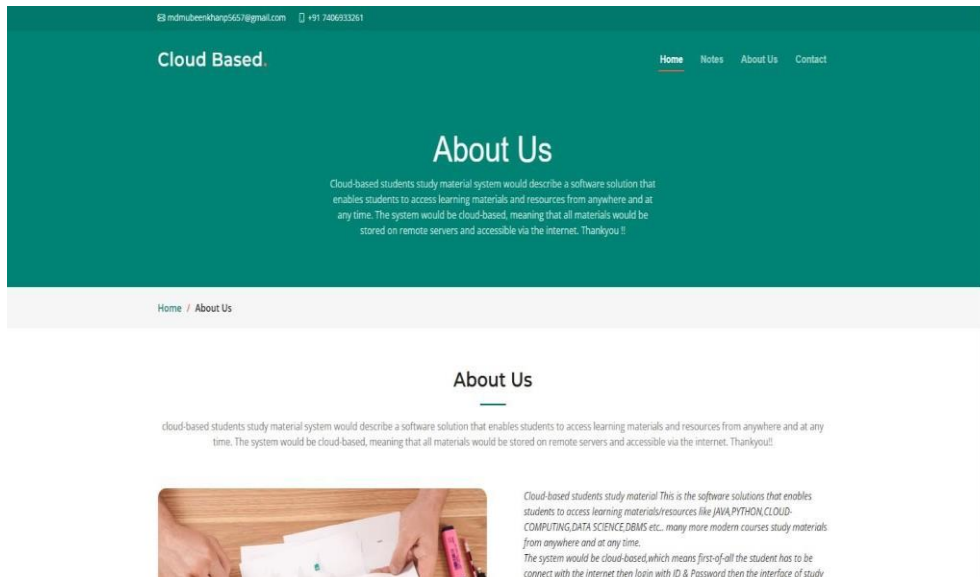 mdmubeenkhanp5657@gmail.com +91 7406933261
Cloud Based.
Home Notes About Us Contact
About Us
Cloud-based students study material system would describe a software solution that
enables students to access learning materials and resources from anywhere and at
any time. The system would be cloud-based, meaning that all materials would be
stored on remote servers and accessible via the internet. Thankyou !!
Home / About Us
About Us
cloud-based students study material system would describe a software solution that enables students to access learning materials and resources from anywhere and at any
time. The system would be cloud-based, meaning that all materials would be stored on remote servers and accessible via the internet. Thankyou!!
Cloud-based students study material This is the software solutions that enables
students to access learning materials/resources like JAVA,PYTHON,CLOUD-
COMPUTING,DATA SCIENCE,DBMS etc.. many more modern courses study materials
from anywhere and at any time.
The system would be cloud-based,which means first-of-all the student has to be
connect with the internet then login with ID & Password then the interface of study